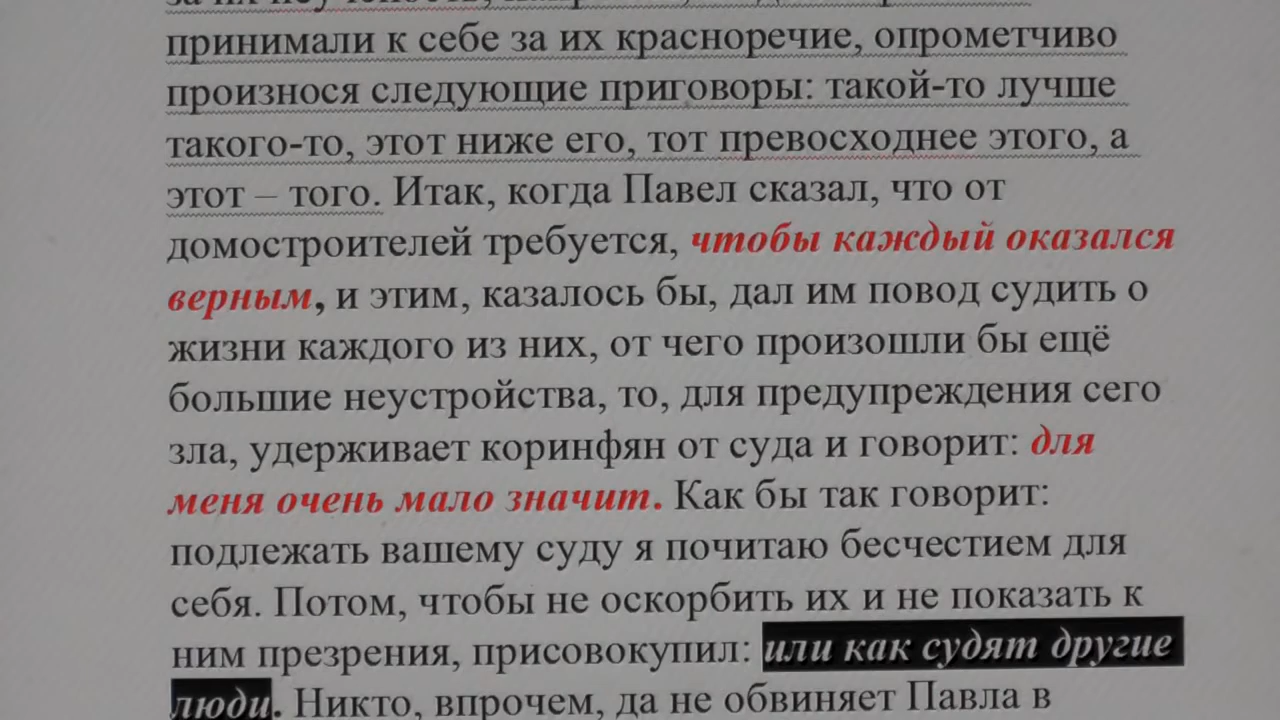 принимали к себе за их красноречие, опрометчиво
произнося следующие приговоры: такой-то лучше
такого-то, этот ниже его, тот превосходнее этого, а
этот – того. Итак, когда Павел сказал, что от
домостроителей требуется, чтобы каждый оказался
верным, и этим, казалось бы, дал им повод судить о
жизни каждого из них, от чего произошли бы ещё
большие неустройства, то, для предупреждения сего
зла, удерживает коринфян от суда и говорит: для
меня очень мало значит. Как бы так говорит:
подлежать вашему суду я почитаю бесчестием для
себя. Потом, чтобы не оскорбить их и не показать к
ним презрения, присовокупил: или как судят другие
люди. Никто, впрочем, да не обвиняет Павла в